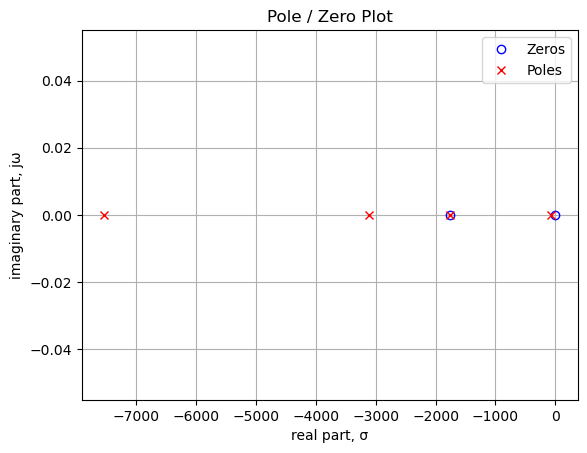 Pole / Zero Plot
Zeros
Poles
0.04
0.02
0.00
−0.02
−0.04
imaginary part, jω
−7000 −6000 −5000 −4000 −3000 −2000 −1000 0
real part, σ